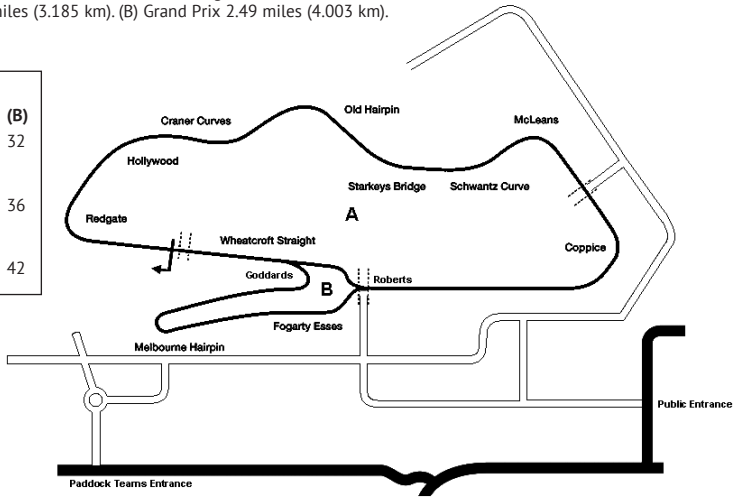 miles (3.185 km). (B) Grand Prix 2.49 miles (4.003 km).
(B)
32
36
42
Craner Curves
Old Hairpin
McLeans
Hollywood
Starkeys Bridge
Schwantz Curve
A
Redgate
Wheatcroft Straight
Coppice
Goddards
B
Roberts
Fogarty Esses
Melbourne Hairpin
Public Entrance
Paddock Teams Entrance